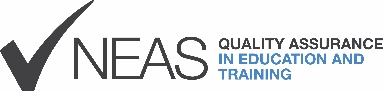 NEAS
QUALITY ASSURANCE
IN EDUCATION AND
TRAINING